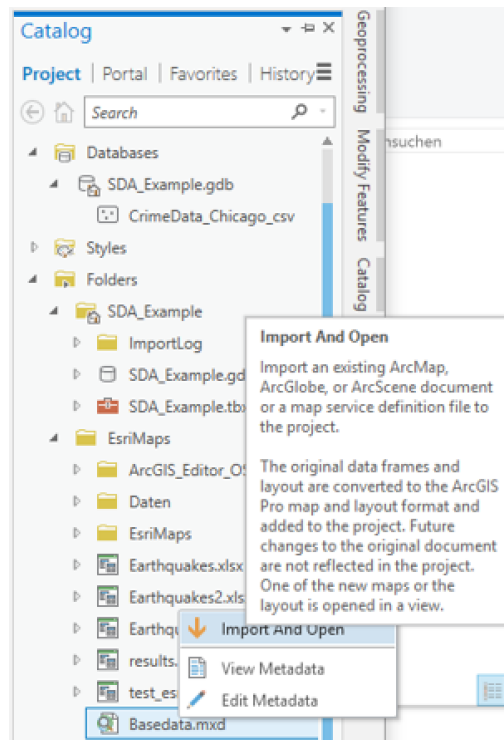 Catalog
Project | Portal | Favorites | History
Search
Databases
SDA_Example.gdb
CrimeData_Chicago_csv
Styles
Folders
SDA_Example
ImportLog
SDA_Example.gd
SDA_Example.tbx
EsriMaps
ArcGIS_Editor_OS
Daten
EsriMaps
Earthquakes.xlsx
Earthquakes2.xls
Earthqu
results.
test_es
Basedata.mxd
Import And Open
View Metadata
Edit Metadata
Import And Open
Import an existing ArcMap,
ArcGlobe, or ArcScene document
or a map service definition file to
the project.
The original data frames and
layout are converted to the ArcGIS
Pro map and layout format and
added to the project. Future
changes to the original document
are not reflected in the project.
One of the new maps or the
layout is opened in a view.
Geoprocessing
Modify Features
Catalog
nsuchen